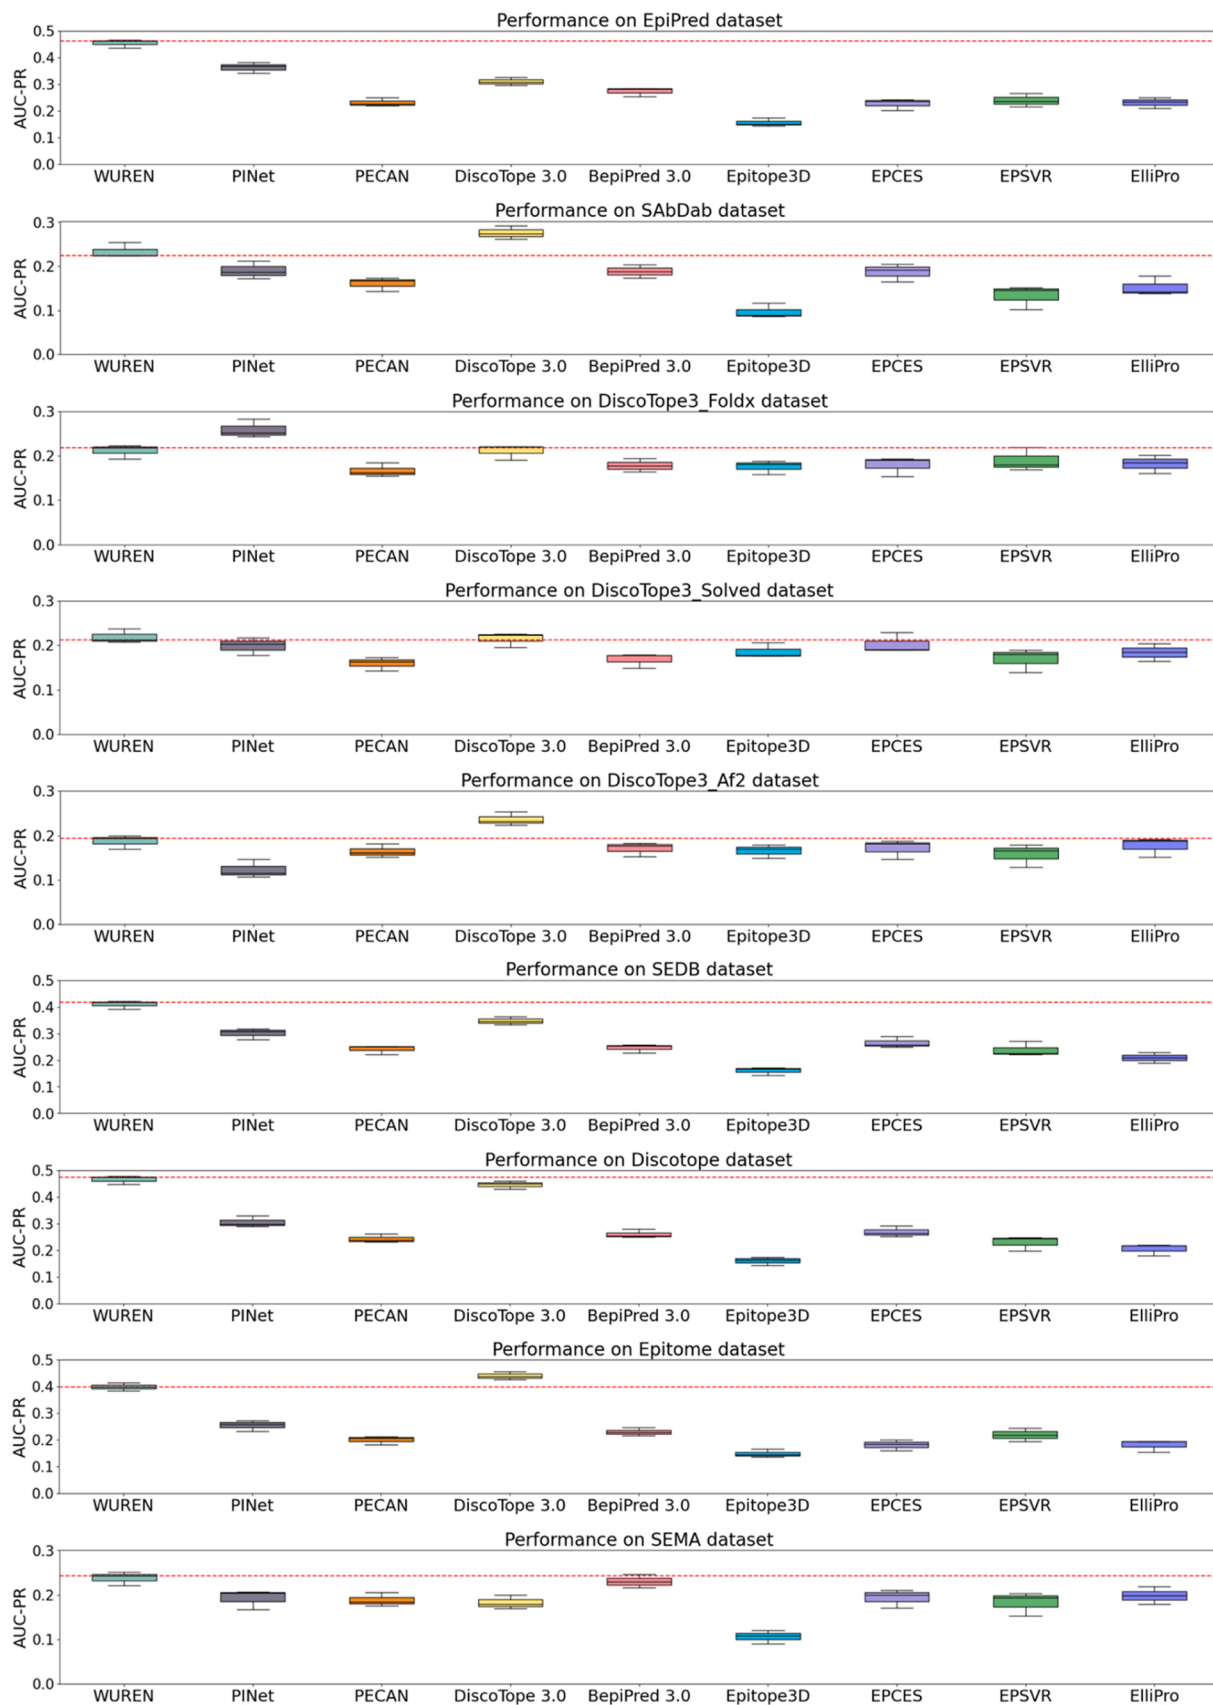 Performance on EpiPred dataset
AUC-PR
0.5
0.4
0.3
0.2
0.1
0.0
WUREN PINet PECAN DiscoTope 3.0 BepiPred 3.0 Epitope3D EPCES EPSVR ElliPro
Performance on SAbDab dataset
AUC-PR
0.3
0.2
0.1
0.0
WUREN PINet PECAN DiscoTope 3.0 BepiPred 3.0 Epitope3D EPCES EPSVR ElliPro
Performance on DiscoTope3_Foldx dataset
AUC-PR
0.3
0.2
0.1
0.0
WUREN PINet PECAN DiscoTope 3.0 BepiPred 3.0 Epitope3D EPCES EPSVR ElliPro
Performance on DiscoTope3_Solved dataset
AUC-PR
0.3
0.2
0.1
0.0
WUREN PINet PECAN DiscoTope 3.0 BepiPred 3.0 Epitope3D EPCES EPSVR ElliPro
Performance on DiscoTope3_Af2 dataset
AUC-PR
0.3
0.2
0.1
0.0
WUREN PINet PECAN DiscoTope 3.0 BepiPred 3.0 Epitope3D EPCES EPSVR ElliPro
Performance on SEDB dataset
AUC-PR
0.5
0.4
0.3
0.2
0.1
0.0
WUREN PINet PECAN DiscoTope 3.0 BepiPred 3.0 Epitope3D EPCES EPSVR ElliPro
Performance on Discotope dataset
AUC-PR
0.5
0.4
0.3
0.2
0.1
0.0
WUREN PINet PECAN DiscoTope 3.0 BepiPred 3.0 Epitope3D EPCES EPSVR ElliPro
Performance on Epitome dataset
AUC-PR
0.5
0.4
0.3
0.2
0.1
0.0
WUREN PINet PECAN DiscoTope 3.0 BepiPred 3.0 Epitope3D EPCES EPSVR ElliPro
Performance on SEMA dataset
AUC-PR
0.3
0.2
0.1
0.0
WUREN PINet PECAN DiscoTope 3.0 BepiPred 3.0 Epitope3D EPCES EPSVR ElliPro